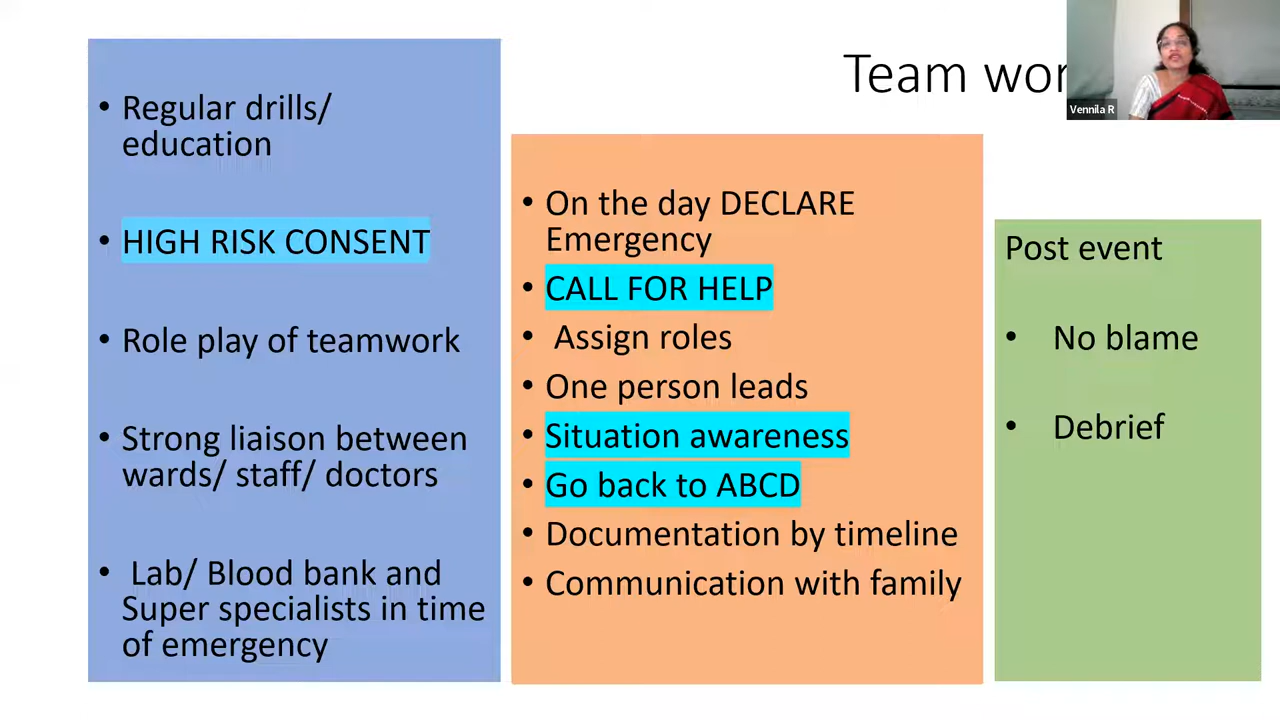 Team wor
Vennila R
• Regular drills/
education
• HIGH RISK CONSENT
• Role play of teamwork
• Strong liaison between
wards/ staff/ doctors
• Lab/ Blood bank and
Super specialists in time
of emergency
• On the day DECLARE
Emergency
• CALL FOR HELP
• Assign roles
• One person leads
• Situation awareness
• Go back to ABCD
• Documentation by timeline
• Communication with family
Post event
• No blame
• Debrief